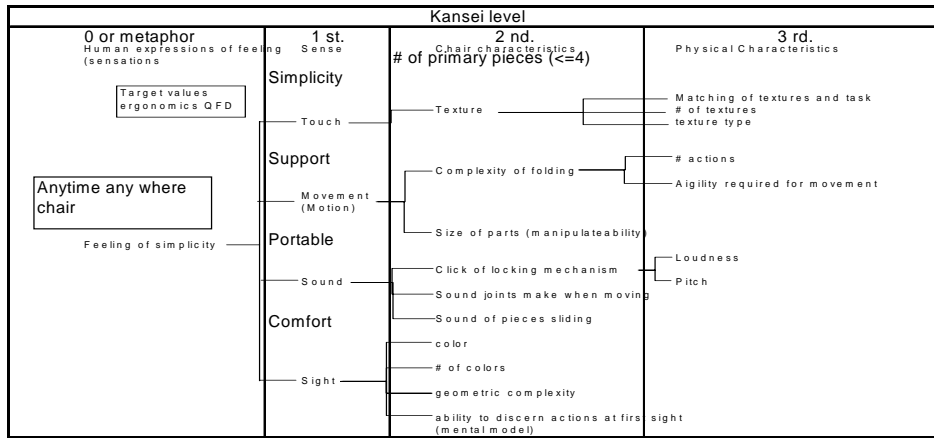 Kansei level
0 or metaphor
Human expressions of feeling
(sensations
1 st.
Sense
2 nd.
Chair characteristics
# of primary pieces (<=4)
3 rd.
Physical Characteristics
Simplicity
Target values
ergonomics QFD
Touch
Texture
Matching of textures and task
# of textures
texture type
Support
Complexity of folding
# actions
Aigility required for movement
Anytime any where
chair
Movement
(Motion)
Portable
Size of parts (manipulateability)
Feeling of simplicity
Sound
Click of locking mechanism
Loudness
Pitch
Sound joints make when moving
Comfort
Sound of pieces sliding
color
Sight
# of colors
geometric complexity
ability to discern actions at first sight
(mental model)